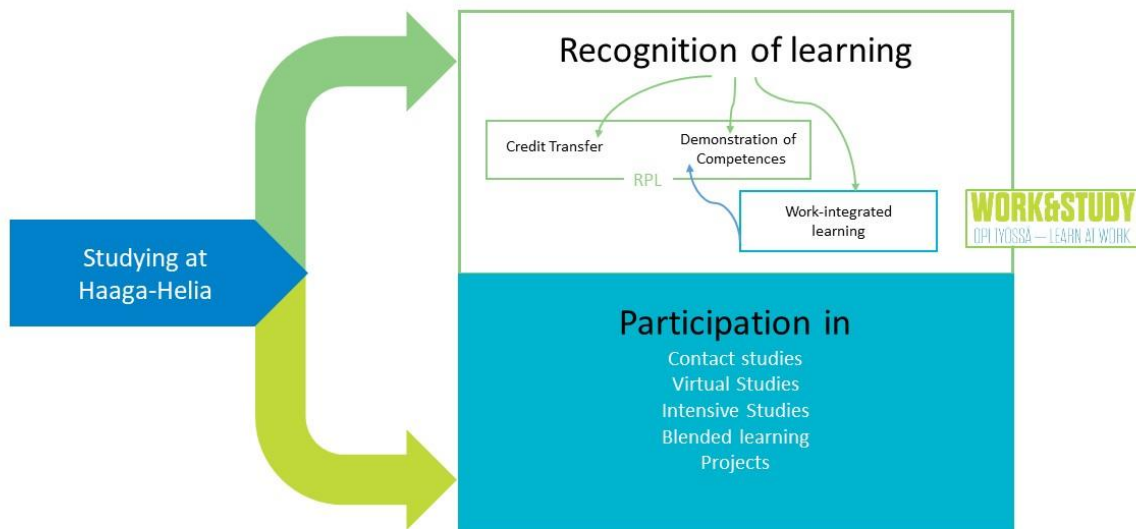 Recognition of learning
Credit Transfer
Demonstration of
Competences
RPL
Work-integrated
learning
WORK&STUDY
OPI TYÖSSÄ — LEARN AT WORK
Studying at
Haaga-Helia
Participation in
Contact studies
Virtual Studies
Intensive Studies
Blended learning
Projects